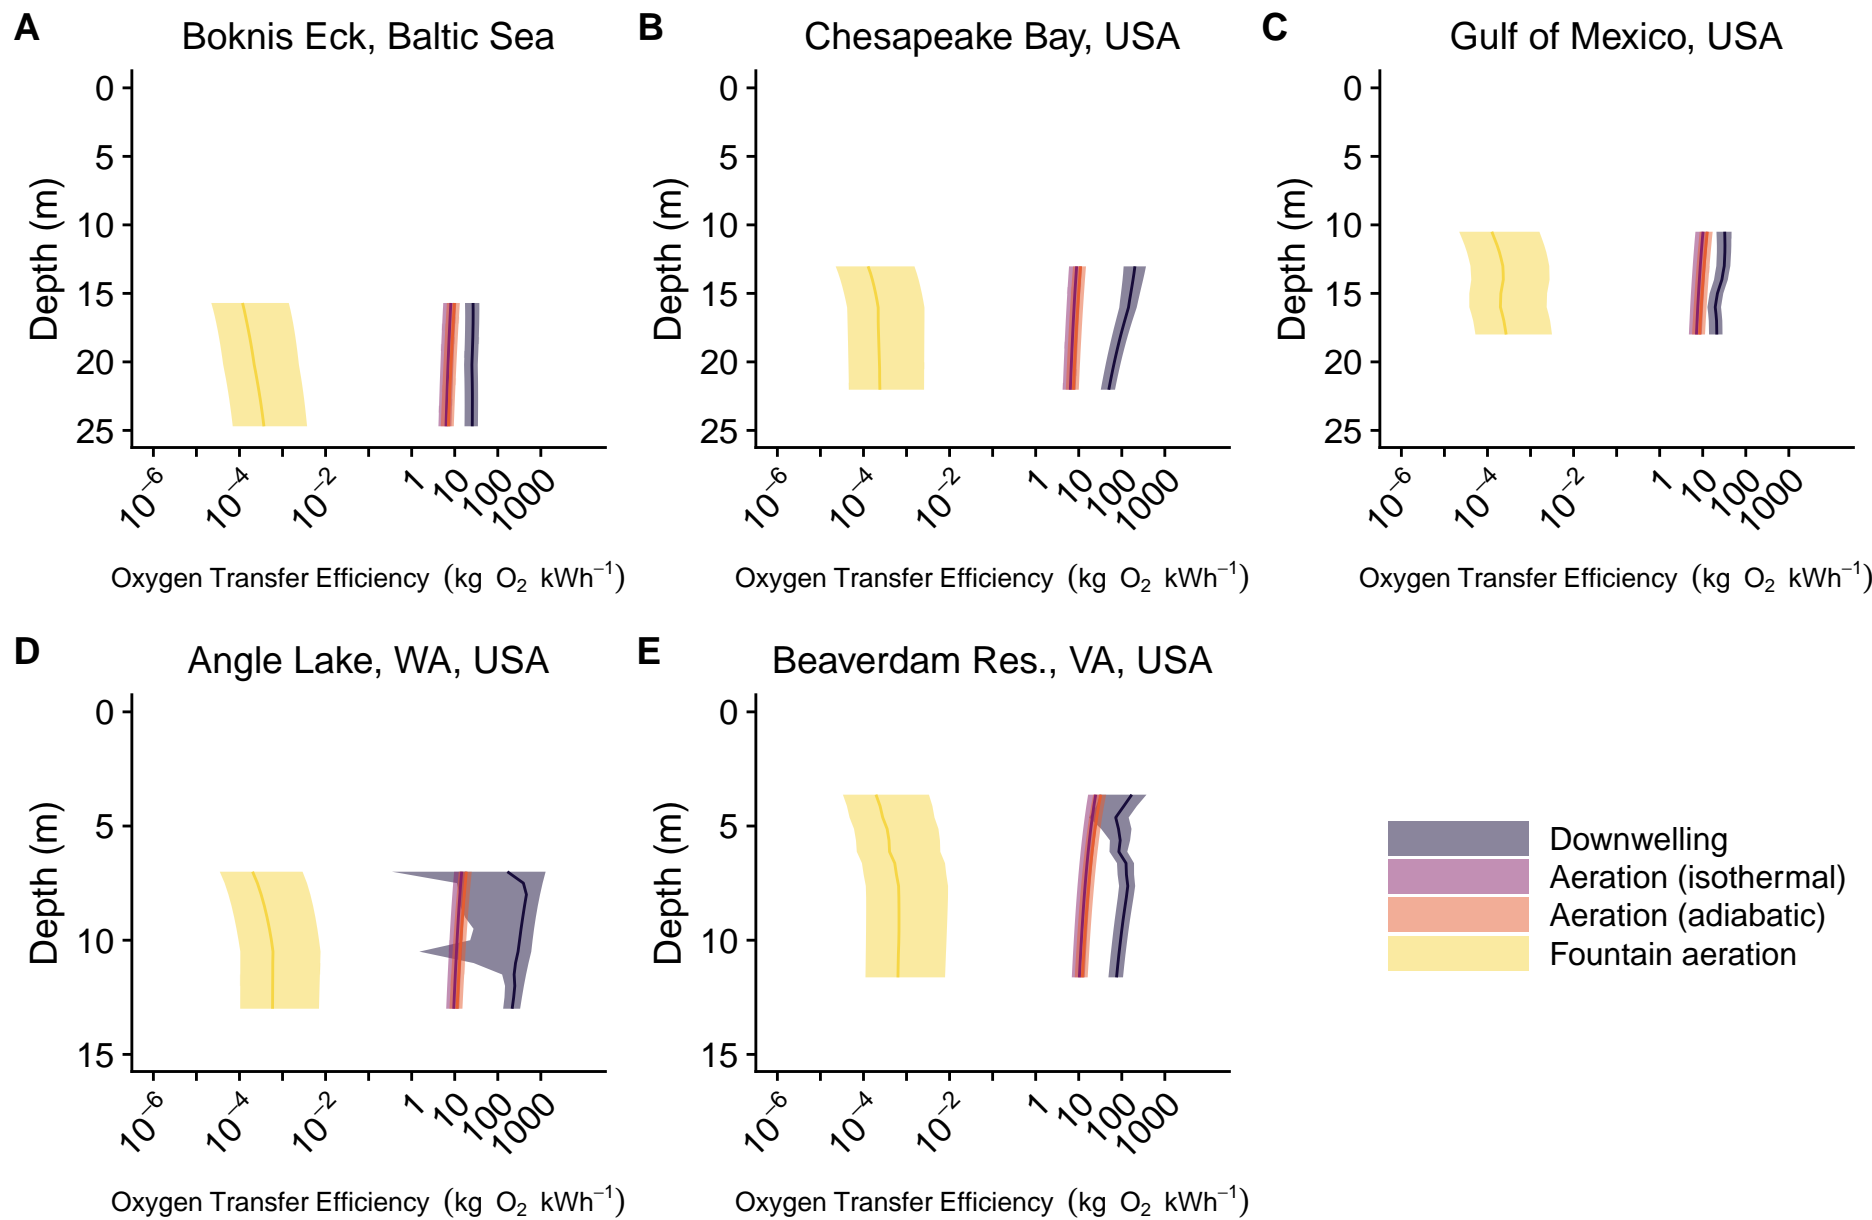 A Boknis Eck, Baltic Sea
0
5
10
15
20
25
Depth (m)
10⁻⁶ 10⁻⁴ 10⁻² 1 10 100 1000
Oxygen Transfer Efficiency (kg O₂ kWh⁻¹)
B Chesapeake Bay, USA
0
5
10
15
20
25
Depth (m)
10⁻⁶ 10⁻⁴ 10⁻² 1 10 100 1000
Oxygen Transfer Efficiency (kg O₂ kWh⁻¹)
C Gulf of Mexico, USA
0
5
10
15
20
25
Depth (m)
10⁻⁶ 10⁻⁴ 10⁻² 1 10 100 1000
Oxygen Transfer Efficiency (kg O₂ kWh⁻¹)
D Angle Lake, WA, USA
0
5
10
15
Depth (m)
10⁻⁶ 10⁻⁴ 10⁻² 1 10 100 1000
Oxygen Transfer Efficiency (kg O₂ kWh⁻¹)
E Beaverdam Res., VA, USA
0
5
10
15
Depth (m)
10⁻⁶ 10⁻⁴ 10⁻² 1 10 100 1000
Oxygen Transfer Efficiency (kg O₂ kWh⁻¹)
Downwelling
Aeration (isothermal)
Aeration (adiabatic)
Fountain aeration